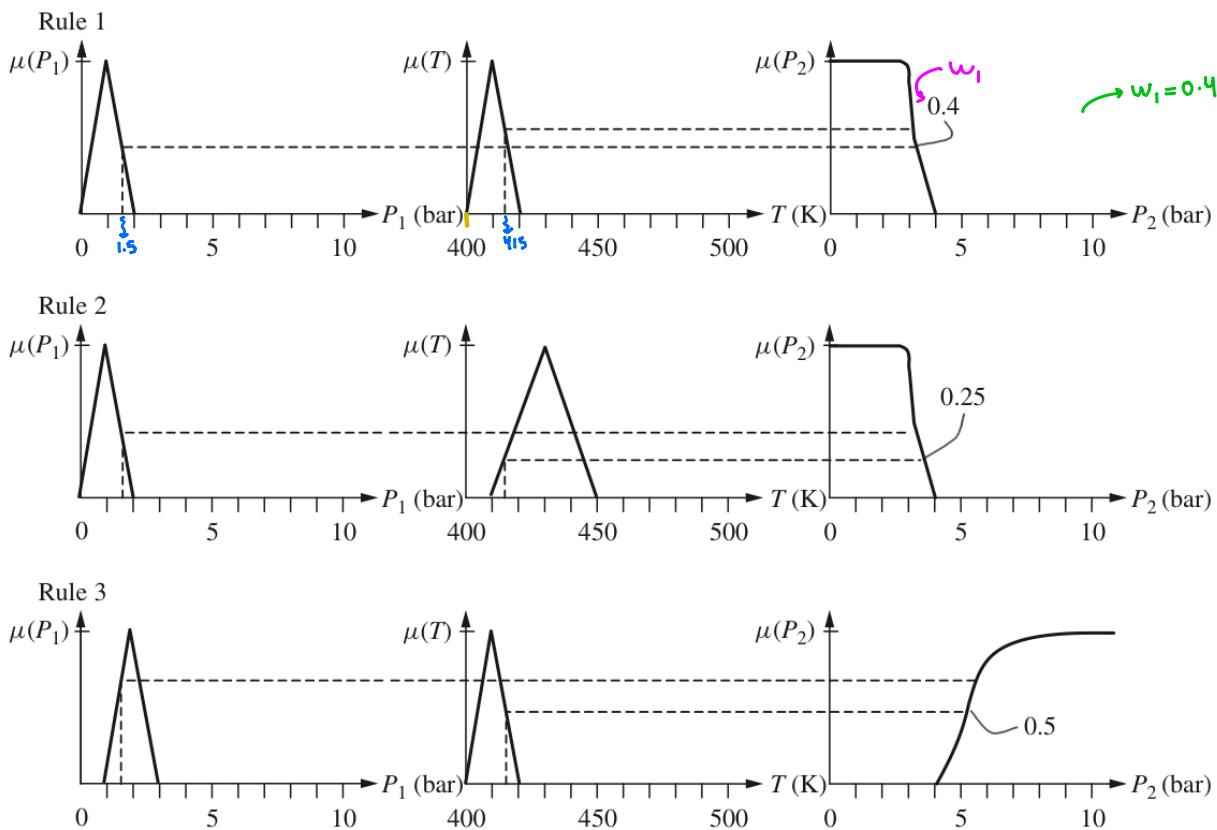 Rule 1
μ(P₁) μ(T) μ(P₂) w₁ → w₁ = 0.4
0.4
P₁ (bar) T (K) P₂ (bar)
0 1.5 5 10 400 415 450 500 0 5 10
Rule 2
μ(P₁) μ(T) μ(P₂)
0.25
P₁ (bar) T (K) P₂ (bar)
0 5 10 400 450 500 0 5 10
Rule 3
μ(P₁) μ(T) μ(P₂)
0.5
P₁ (bar) T (K) P₂ (bar)
0 5 10 400 450 500 0 5 10